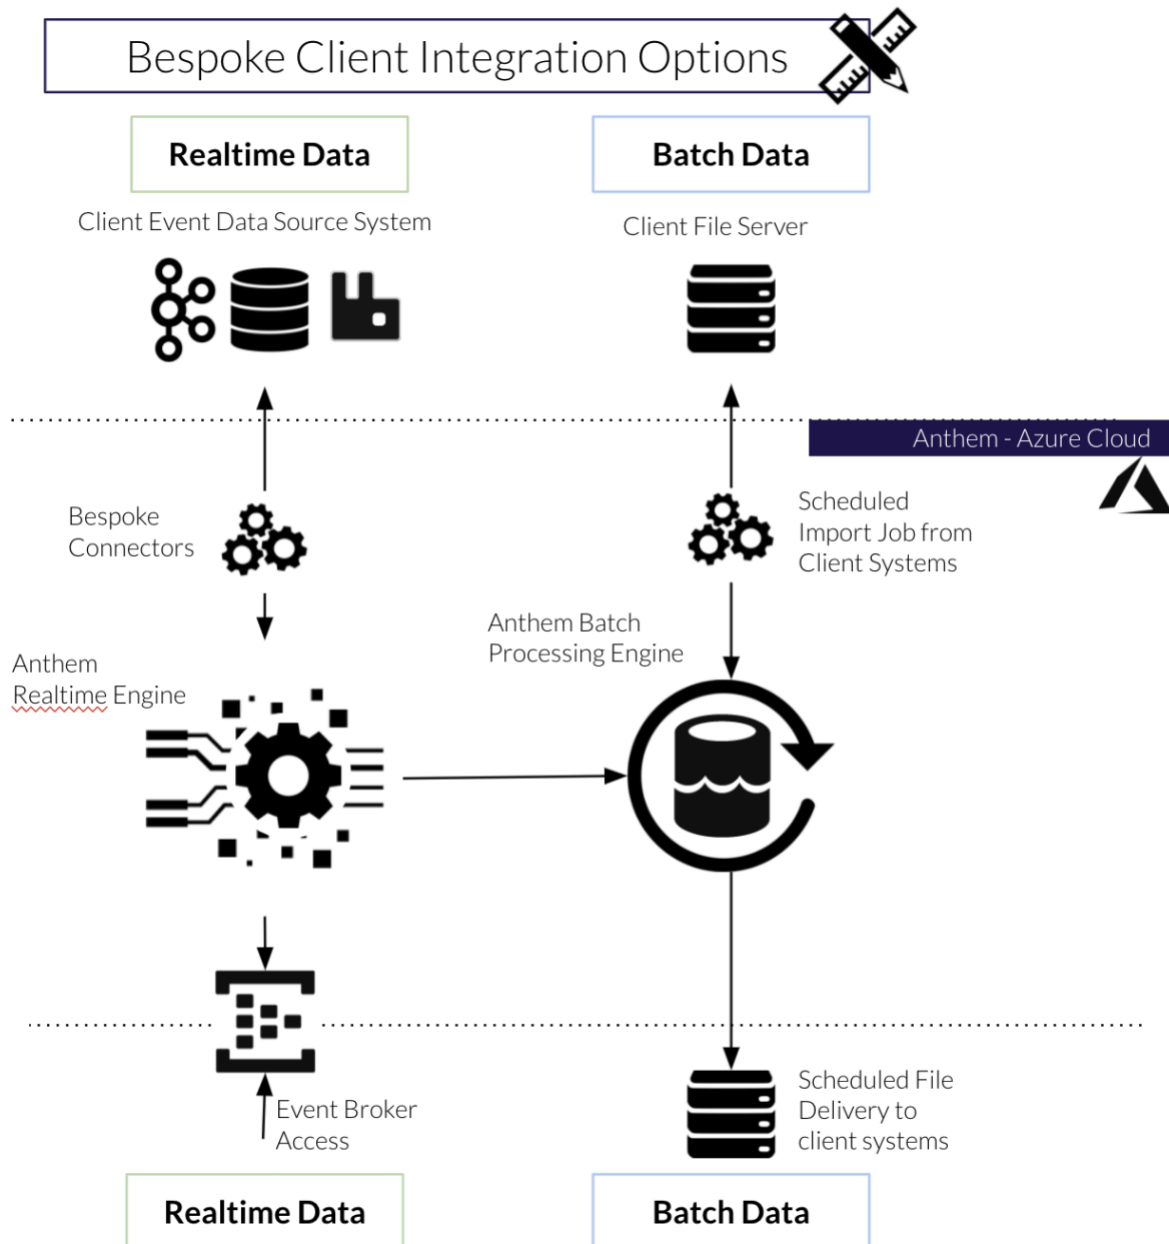 Bespoke Client Integration Options
Realtime Data
Batch Data
Client Event Data Source System
Client File Server
Anthem - Azure Cloud
Bespoke
Connectors
Scheduled
Import Job from
Client Systems
Anthem Batch
Processing Engine
Anthem
Realtime Engine
Event Broker
Access
Scheduled File
Delivery to
client systems
Realtime Data
Batch Data